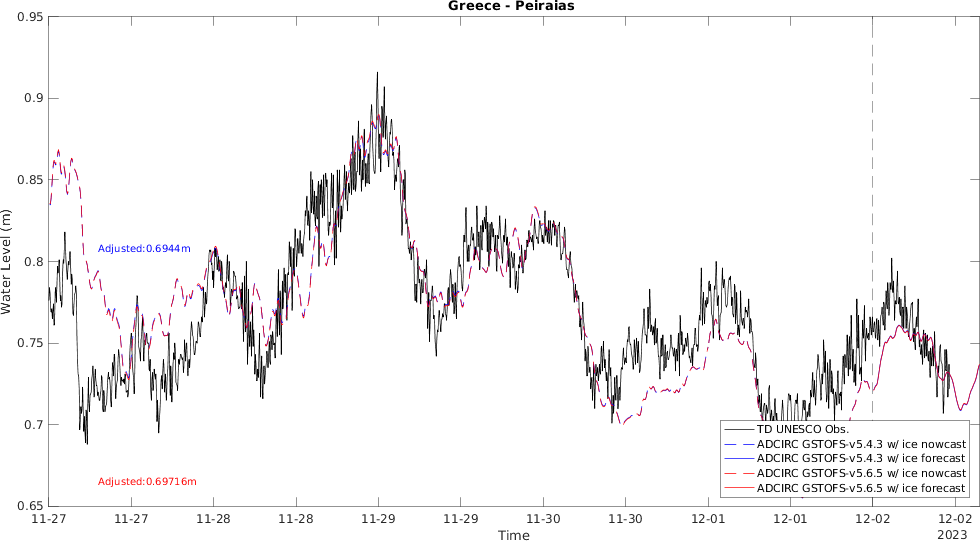 Greece - Peiraias
0.95
0.9
0.85
0.8
0.75
0.7
0.65
Water Level (m)
Adjusted:0.6944m
Adjusted:0.69716m
TD UNESCO Obs.
ADCIRC GSTOFS-v5.4.3 w/ ice nowcast
ADCIRC GSTOFS-v5.4.3 w/ ice forecast
ADCIRC GSTOFS-v5.6.5 w/ ice nowcast
ADCIRC GSTOFS-v5.6.5 w/ ice forecast
11-27 11-27 11-28 11-28 11-29 11-29 11-30 11-30 12-01 12-01 12-02 12-02
2023
Time